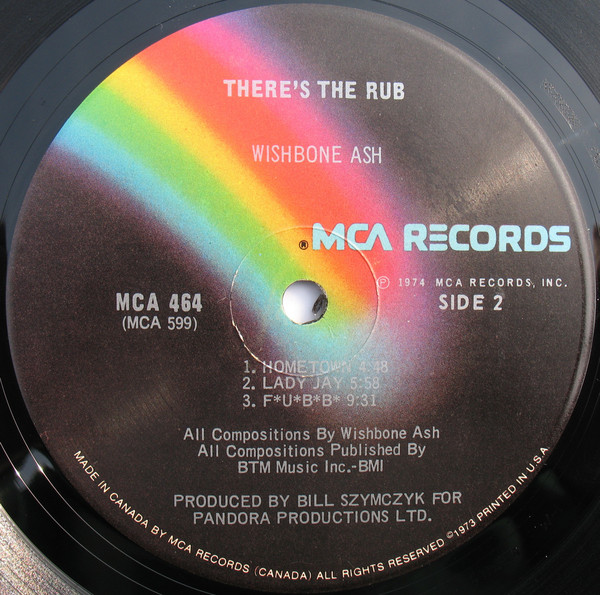 THERE'S THE RUB
WISHBONE ASH
® MCA RECORDS
Ⓟ 1974 MCA RECORDS, INC.
MCA 464
(MCA 599)
SIDE 2
1. HOMETOWN 4:48
2. LADY JAY 5:58
3. F*U*B*B* 9:31
All Compositions By Wishbone Ash
All Compositions Published By
BTM Music Inc.-BMI
PRODUCED BY BILL SZYMCZYK FOR
PANDORA PRODUCTIONS LTD.
MADE IN CANADA BY MCA RECORDS (CANADA) ALL RIGHTS RESERVED ©1973 PRINTED IN U.S.A